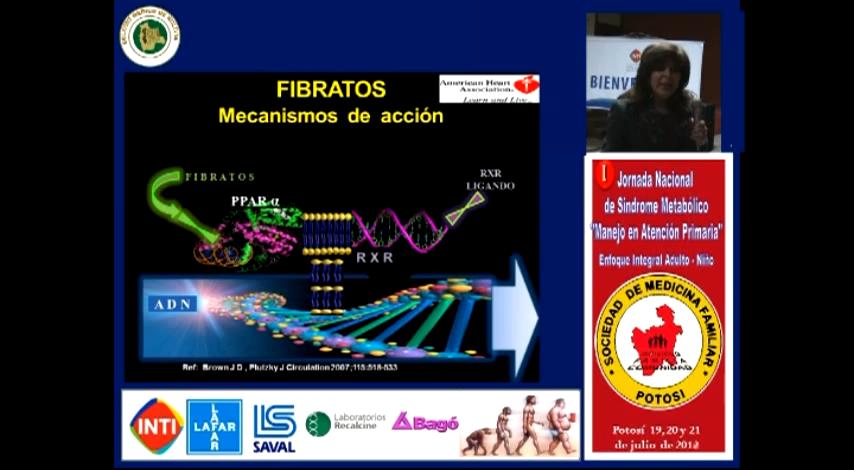 FIBRATOS
Mecanismos de acción
American Heart
Association
Learn and Live
FIBRATOS
PPAR α
RXR
LIGANDO
RXR
ADN
Ref: Brown J D , Plutzky J Circulation 2007;115:518-533
INTI
LAFAR
SAVAL
Laboratorios
Recalcine
Bagó
INTI
BIENVE
I Jornada Nacional
de Síndrome Metabólico
"Manejo en Atención Primaria"
Enfoque Integral Adulto - Niño
SOCIEDAD DE MEDICINA FAMILIAR
POTOSI
Potosí 19, 20 y 21
de julio de 2012